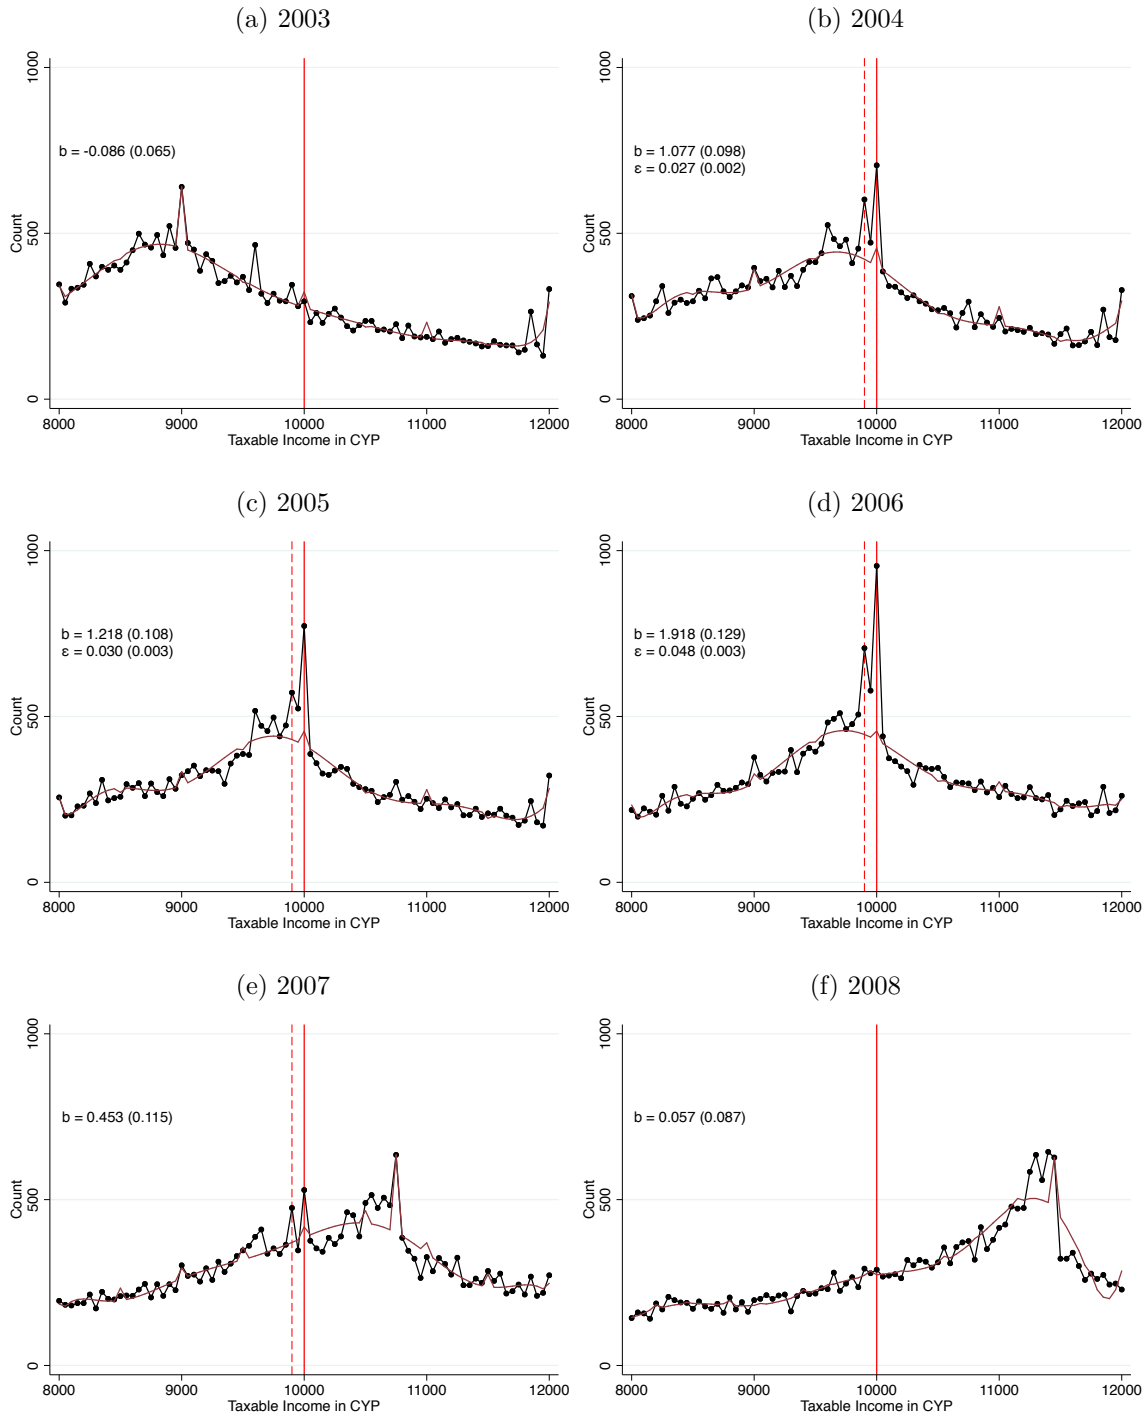 (a) 2003
1000
500
0
Count
b = -0.086 (0.065)
8000 9000 10000 11000 12000
Taxable Income in CYP
(b) 2004
1000
500
0
Count
b = 1.077 (0.098)
ε = 0.027 (0.002)
8000 9000 10000 11000 12000
Taxable Income in CYP
(c) 2005
1000
500
0
Count
b = 1.218 (0.108)
ε = 0.030 (0.003)
8000 9000 10000 11000 12000
Taxable Income in CYP
(d) 2006
1000
500
0
Count
b = 1.918 (0.129)
ε = 0.048 (0.003)
8000 9000 10000 11000 12000
Taxable Income in CYP
(e) 2007
1000
500
0
Count
b = 0.453 (0.115)
8000 9000 10000 11000 12000
Taxable Income in CYP
(f) 2008
1000
500
0
Count
b = 0.057 (0.087)
8000 9000 10000 11000 12000
Taxable Income in CYP